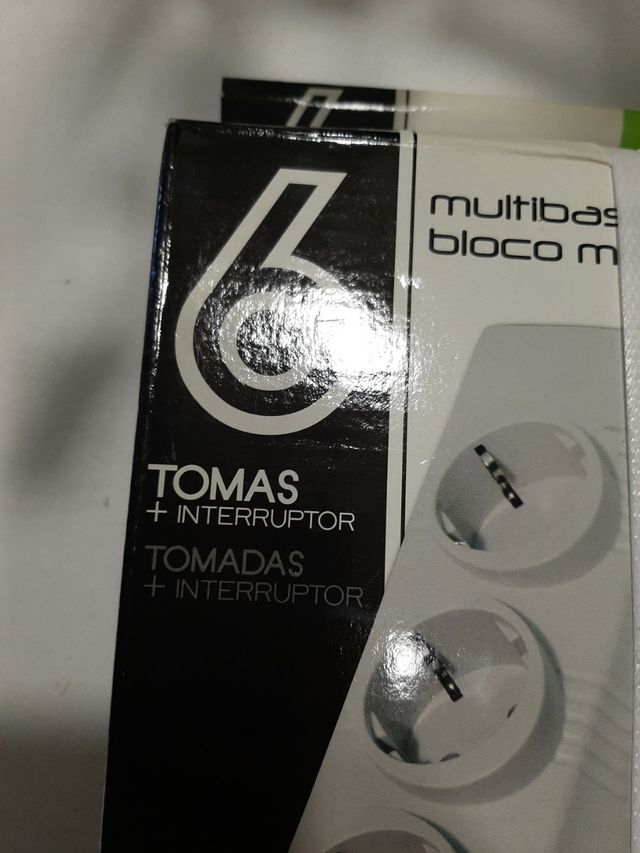 6
multibas
bloco m
TOMAS
+ INTERRUPTOR
TOMADAS
+ INTERRUPTOR